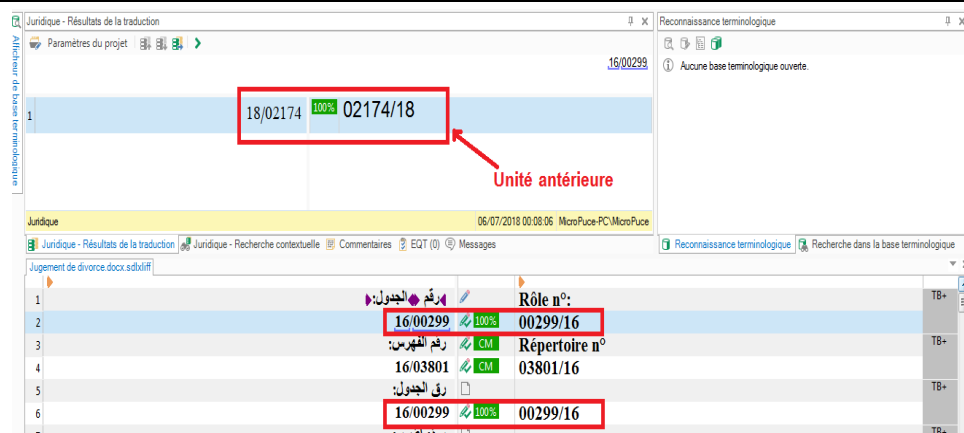 Juridique - Résultats de la traduction
Reconnaissance terminologique
Afficheur de base terminologique
Paramètres du projet
16/00299
Aucune base terminologique ouverte.
1 18/02174 100% 02174/18
Unité antérieure
Juridique 06/07/2018 00:08:06 MicroPuce-PC\MicroPuce
Juridique - Résultats de la traduction Juridique - Recherche contextuelle Commentaires EQT (0) Messages
Reconnaissance terminologique Recherche dans la base terminologique
Jugement de divorce.docx.sdlxliff
1 رقم الجدول: Rôle n°: TB+
2 16/00299 100% 00299/16
3 رقم الفهرس: CM Répertoire n° TB+
4 16/03801 CM 03801/16
5 رق الجدول: TB+
6 16/00299 100% 00299/16
TB+